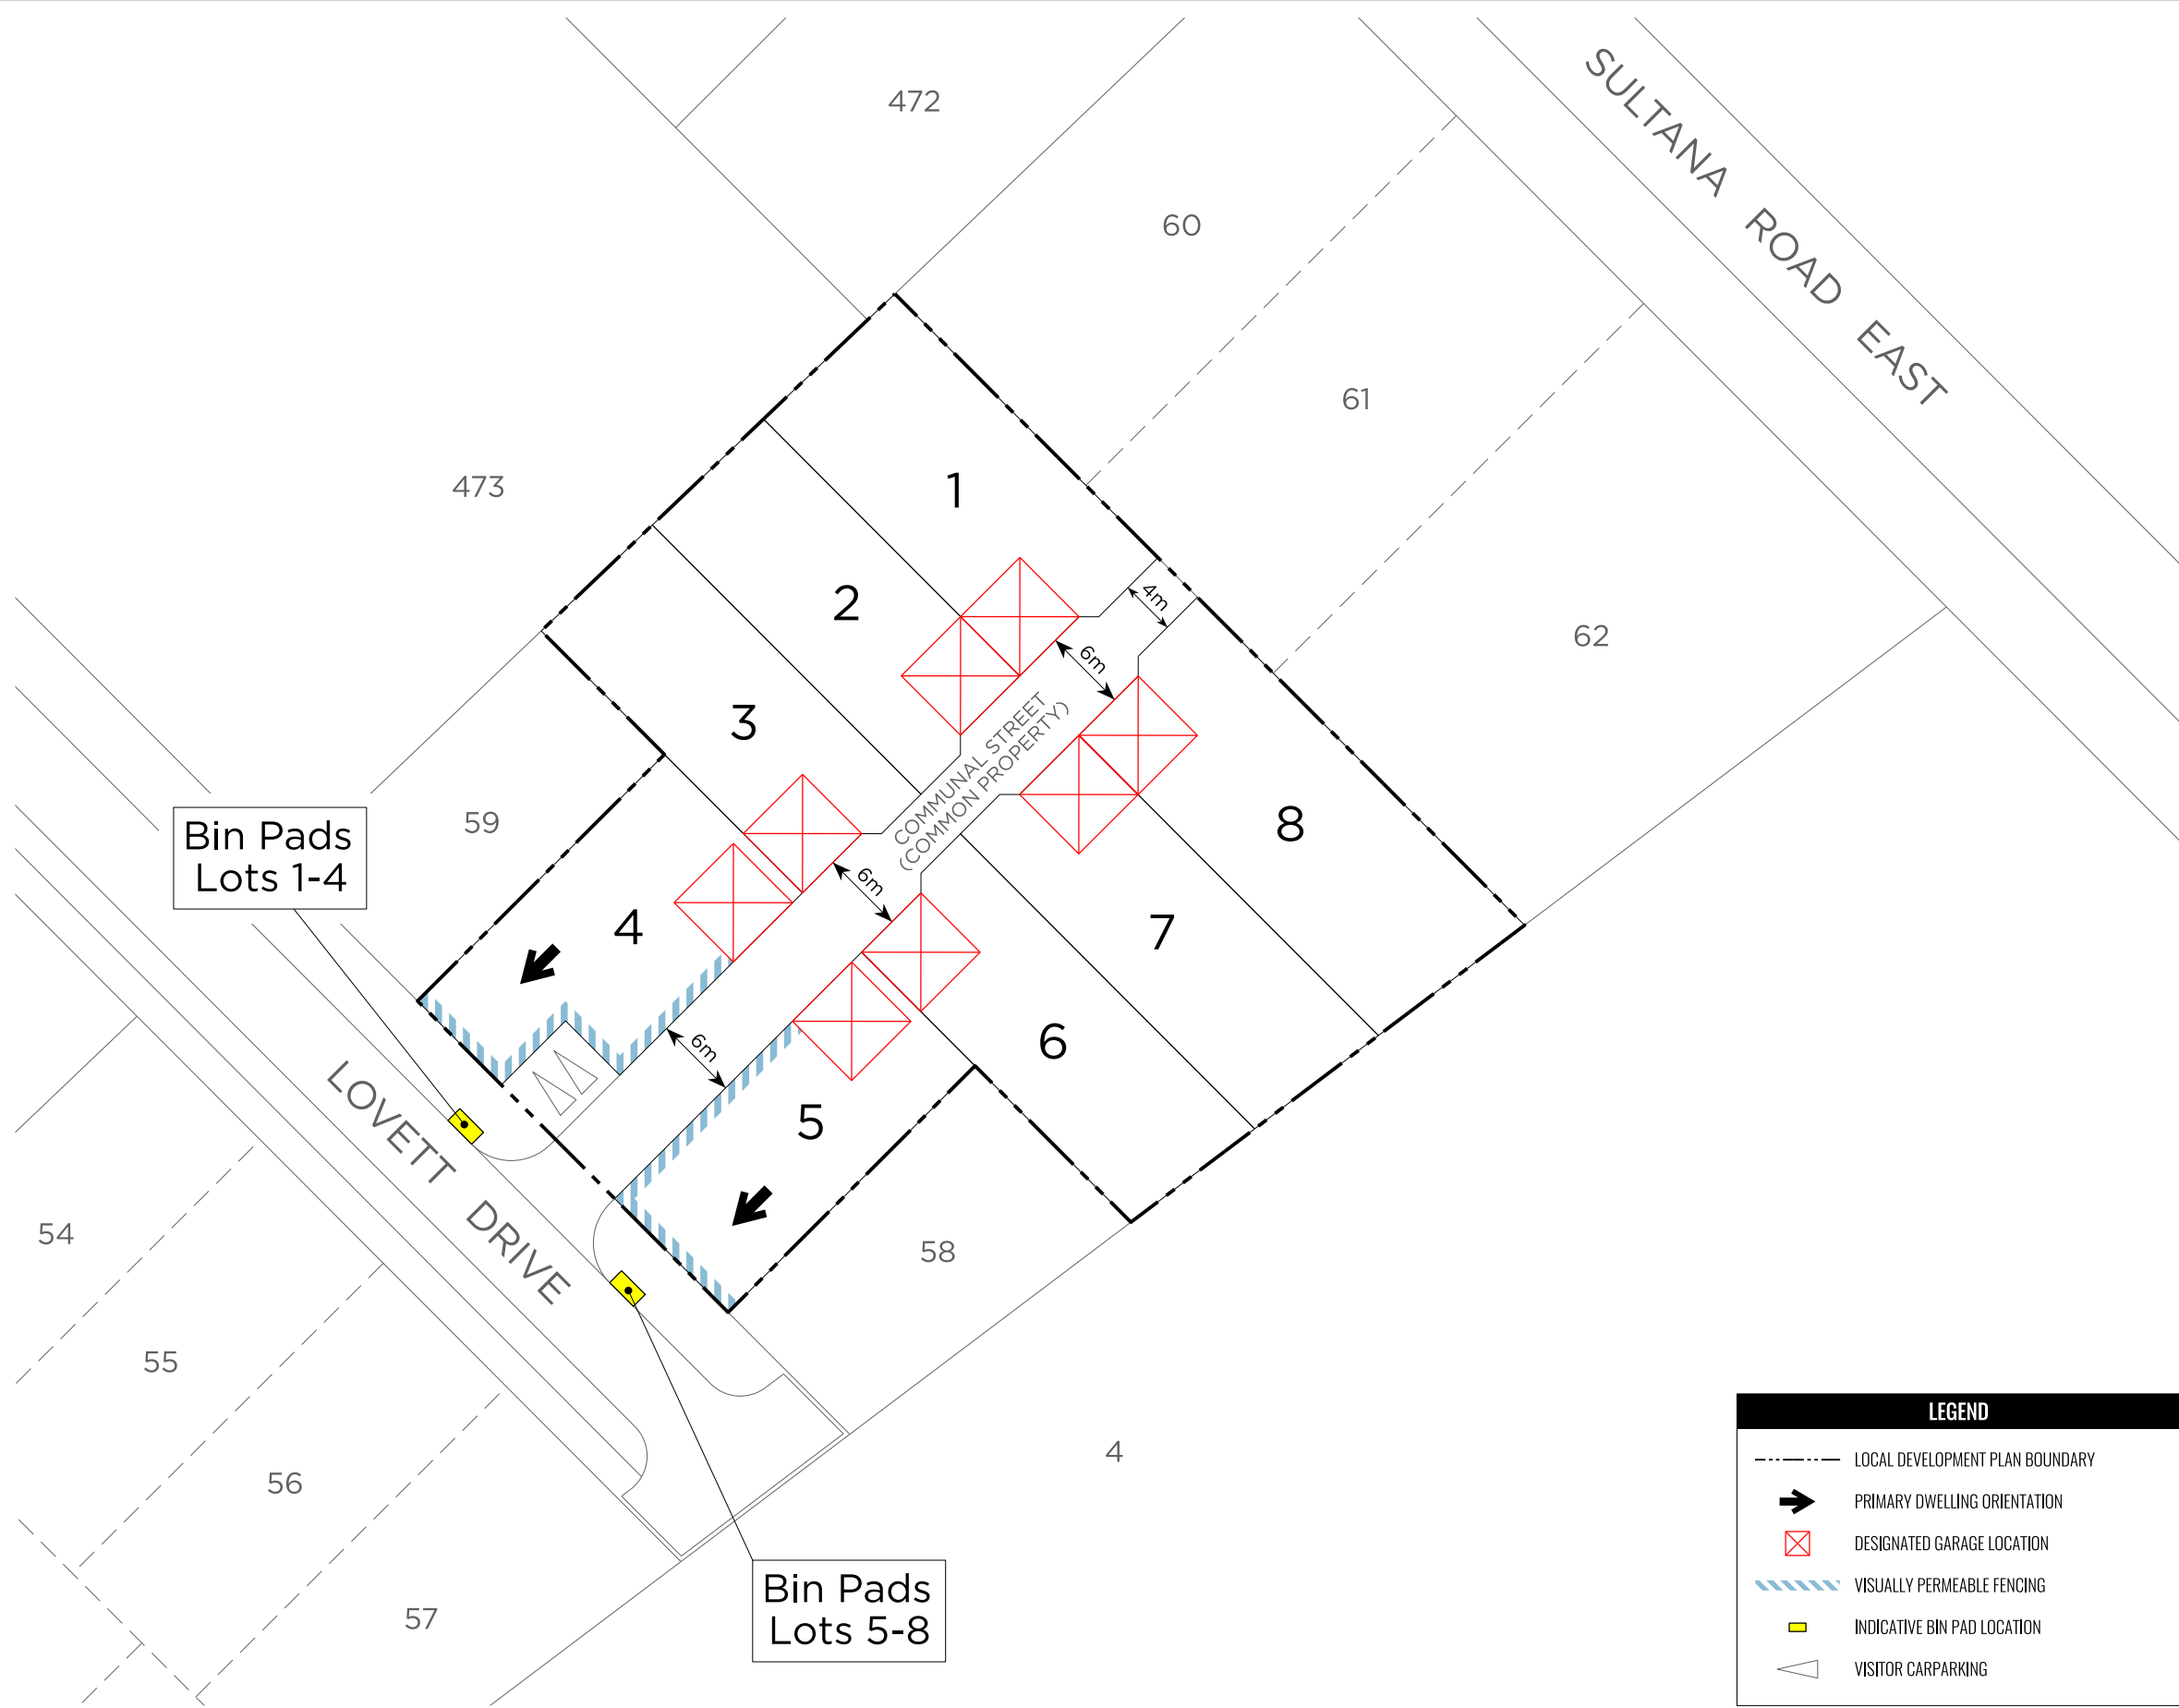 472
SULTANA ROAD EAST
60
61
473
1
62
2
4m
6m
3
COMMUNAL STREET
(COMMON PROPERTY)
59
8
Bin Pads
Lots 1-4
6m
4
7
6m
6
LOVETT DRIVE
5
54
58
55
4
56
57
Bin Pads
Lots 5-8
LEGEND
LOCAL DEVELOPMENT PLAN BOUNDARY
PRIMARY DWELLING ORIENTATION
DESIGNATED GARAGE LOCATION
VISUALLY PERMEABLE FENCING
INDICATIVE BIN PAD LOCATION
VISITOR CARPARKING